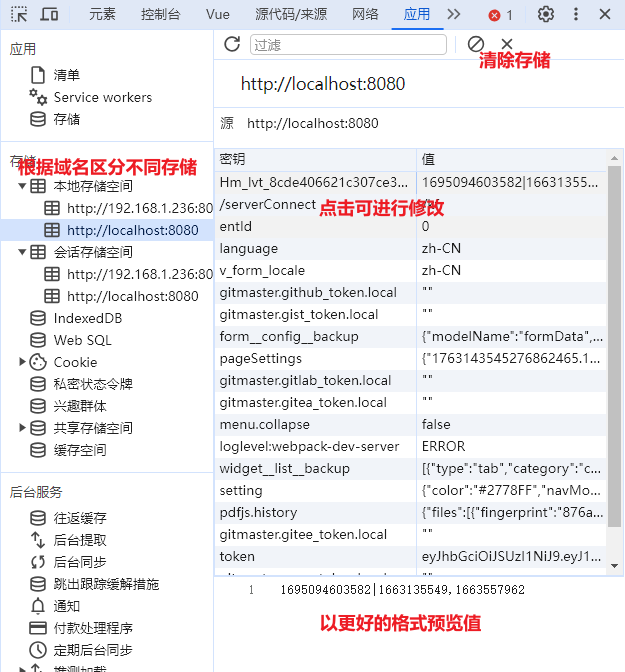 元素 控制台 Vue 源代码/来源 网络 应用 1
应用
清单
Service workers
存储
存储
根据域名区分不同存储
本地存储空间
http://192.168.1.236:80
http://localhost:8080
会话存储空间
http://192.168.1.236:80
http://localhost:8080
IndexedDB
Web SQL
Cookie
私密状态令牌
兴趣群体
共享存储空间
缓存空间
后台服务
往返缓存
后台提取
后台同步
跳出跟踪缓解措施
通知
付款处理程序
定期后台同步
推测加载
过滤
清除存储
http://localhost:8080
源 http://localhost:8080
密钥 值
Hm_lvt_8cde406621c307ce3... 1695094603582|16631355...
/serverConnect
点击可进行修改
entId 0
language zh-CN
v_form_locale zh-CN
gitmaster.github_token.local ""
gitmaster.gist_token.local ""
form__config__backup {"modelName":"formData",...
pageSettings {"1763143545276862465.1...
gitmaster.gitlab_token.local ""
gitmaster.gitea_token.local ""
menu.collapse false
loglevel:webpack-dev-server ERROR
widget__list__backup [{"type":"tab","category":"c...
setting {"color":"#2778FF","navMo...
pdfjs.history {"files":[{"fingerprint":"876a...
gitmaster.gitee_token.local ""
token eyJhbGciOiJSUzI1NiJ9.eyJ1...
1 1695094603582|1663135549,1663557962
以更好的格式预览值